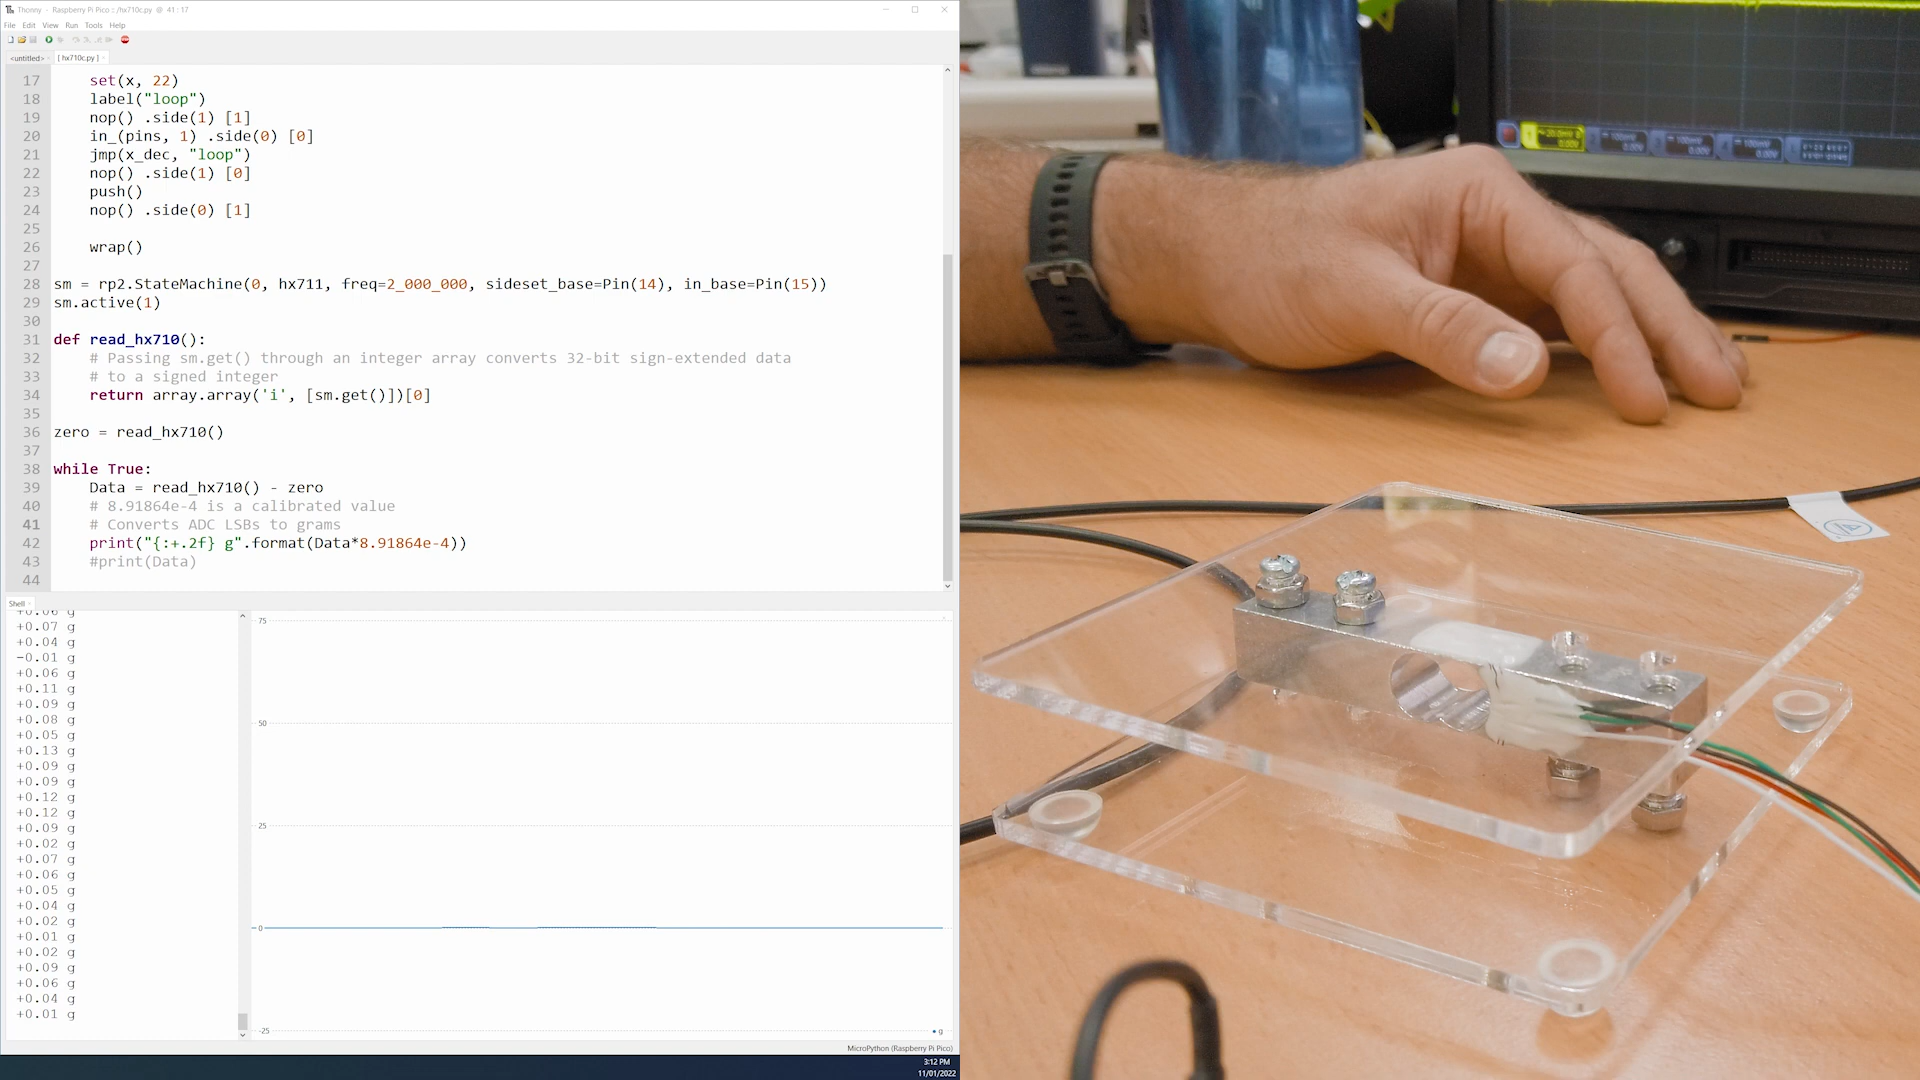 Thonny - Raspberry Pi Pico :: /hx710c.py @ 41 : 17
File Edit View Run Tools Help
<untitled> [ hx710c.py ]
17 set(x, 22)
18 label("loop")
19 nop() .side(1) [1]
20 in_(pins, 1) .side(0) [0]
21 jmp(x_dec, "loop")
22 nop() .side(1) [0]
23 push()
24 nop() .side(0) [1]
25
26 wrap()
27
28 sm = rp2.StateMachine(0, hx711, freq=2_000_000, sideset_base=Pin(14), in_base=Pin(15))
29 sm.active(1)
30
31 def read_hx710():
32 # Passing sm.get() through an integer array converts 32-bit sign-extended data
33 # to a signed integer
34 return array.array('i', [sm.get()])[0]
35
36 zero = read_hx710()
37
38 while True:
39 Data = read_hx710() - zero
40 # 8.91864e-4 is a calibrated value
41 # Converts ADC LSBs to grams
42 print("{:+.2f} g".format(Data*8.91864e-4))
43 #print(Data)
44
Shell
+0.06 g
+0.07 g
+0.04 g
-0.01 g
+0.06 g
+0.11 g
+0.09 g
+0.08 g
+0.05 g
+0.13 g
+0.09 g
+0.09 g
+0.12 g
+0.12 g
+0.09 g
+0.02 g
+0.07 g
+0.06 g
+0.05 g
+0.04 g
+0.02 g
+0.01 g
+0.02 g
+0.09 g
+0.06 g
+0.04 g
+0.01 g
75
50
25
0
-25
g
MicroPython (Raspberry Pi Pico)
3:12 PM
11/01/2022